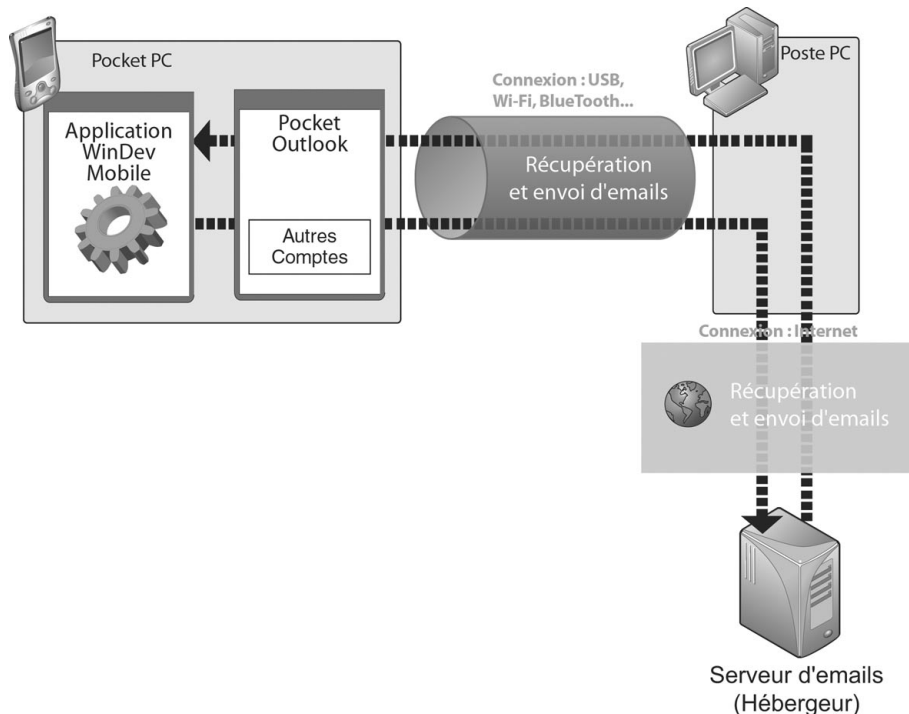 Pocket PC
Application
WinDev
Mobile
Pocket
Outlook
Autres
Comptes
Connexion : USB,
Wi-Fi, BlueTooth...
Récupération
et envoi d'emails
Poste PC
Connexion : Internet
Récupération
et envoi d'emails
Serveur d'emails
(Hébergeur)